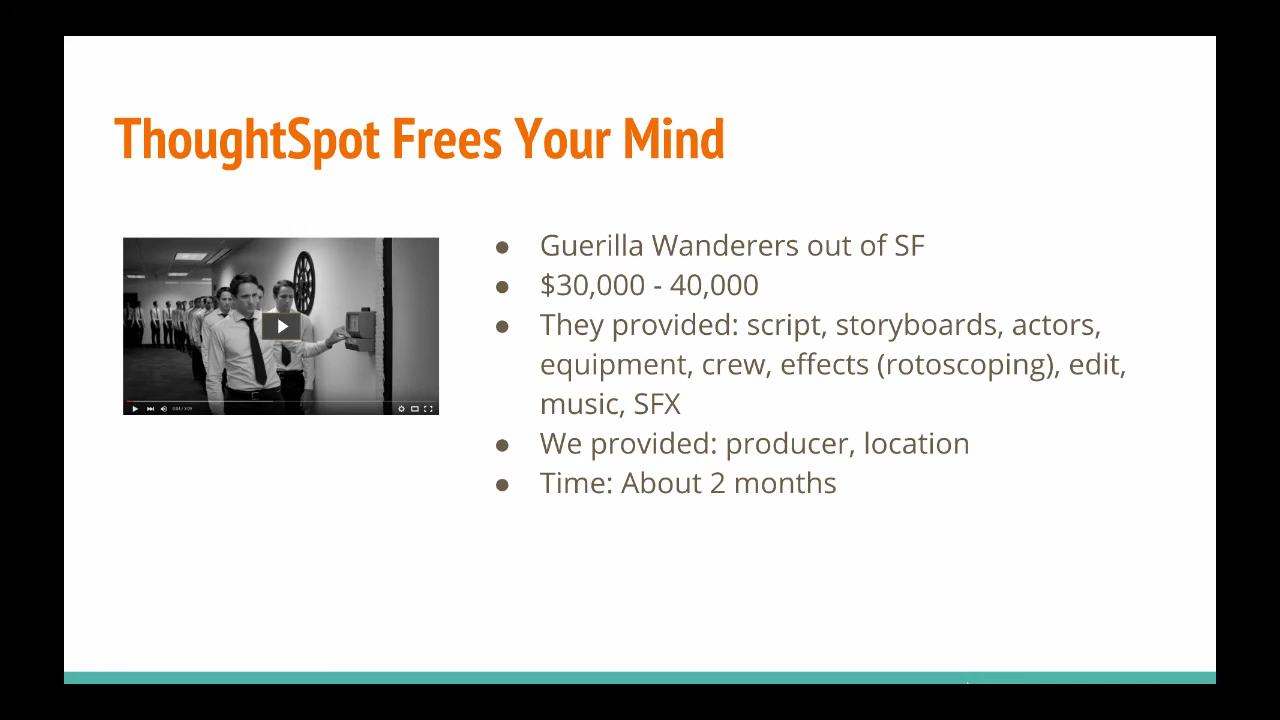 ThoughtSpot Frees Your Mind
● Guerilla Wanderers out of SF
● $30,000 - 40,000
● They provided: script, storyboards, actors,
equipment, crew, effects (rotoscoping), edit,
music, SFX
● We provided: producer, location
● Time: About 2 months